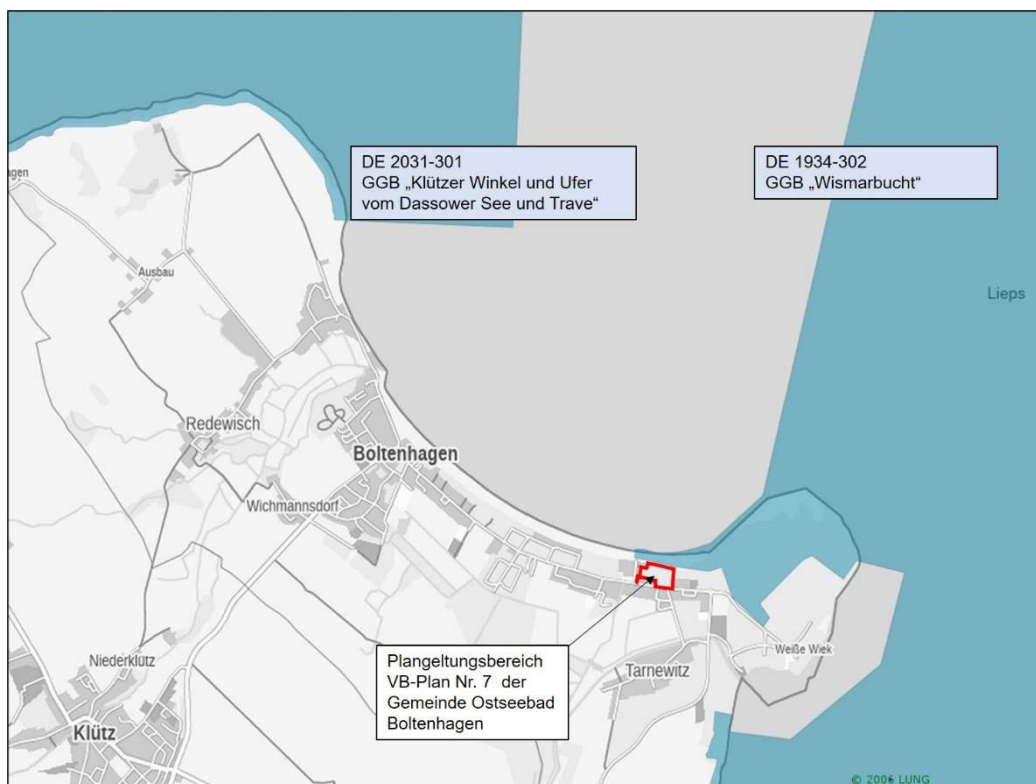 DE 2031-301
GGB „Klützer Winkel und Ufer
vom Dassower See und Trave“
DE 1934-302
GGB „Wismarbucht“
agen
Ausbau
Lieps
Redewisch
Boltenhagen
Wichmannsdorf
Weiße Wiek
Plangeltungsbereich
VB-Plan Nr. 7 der
Gemeinde Ostseebad
Boltenhagen
Niederklütz
Tarnewitz
Klütz
© 2006 LUNG